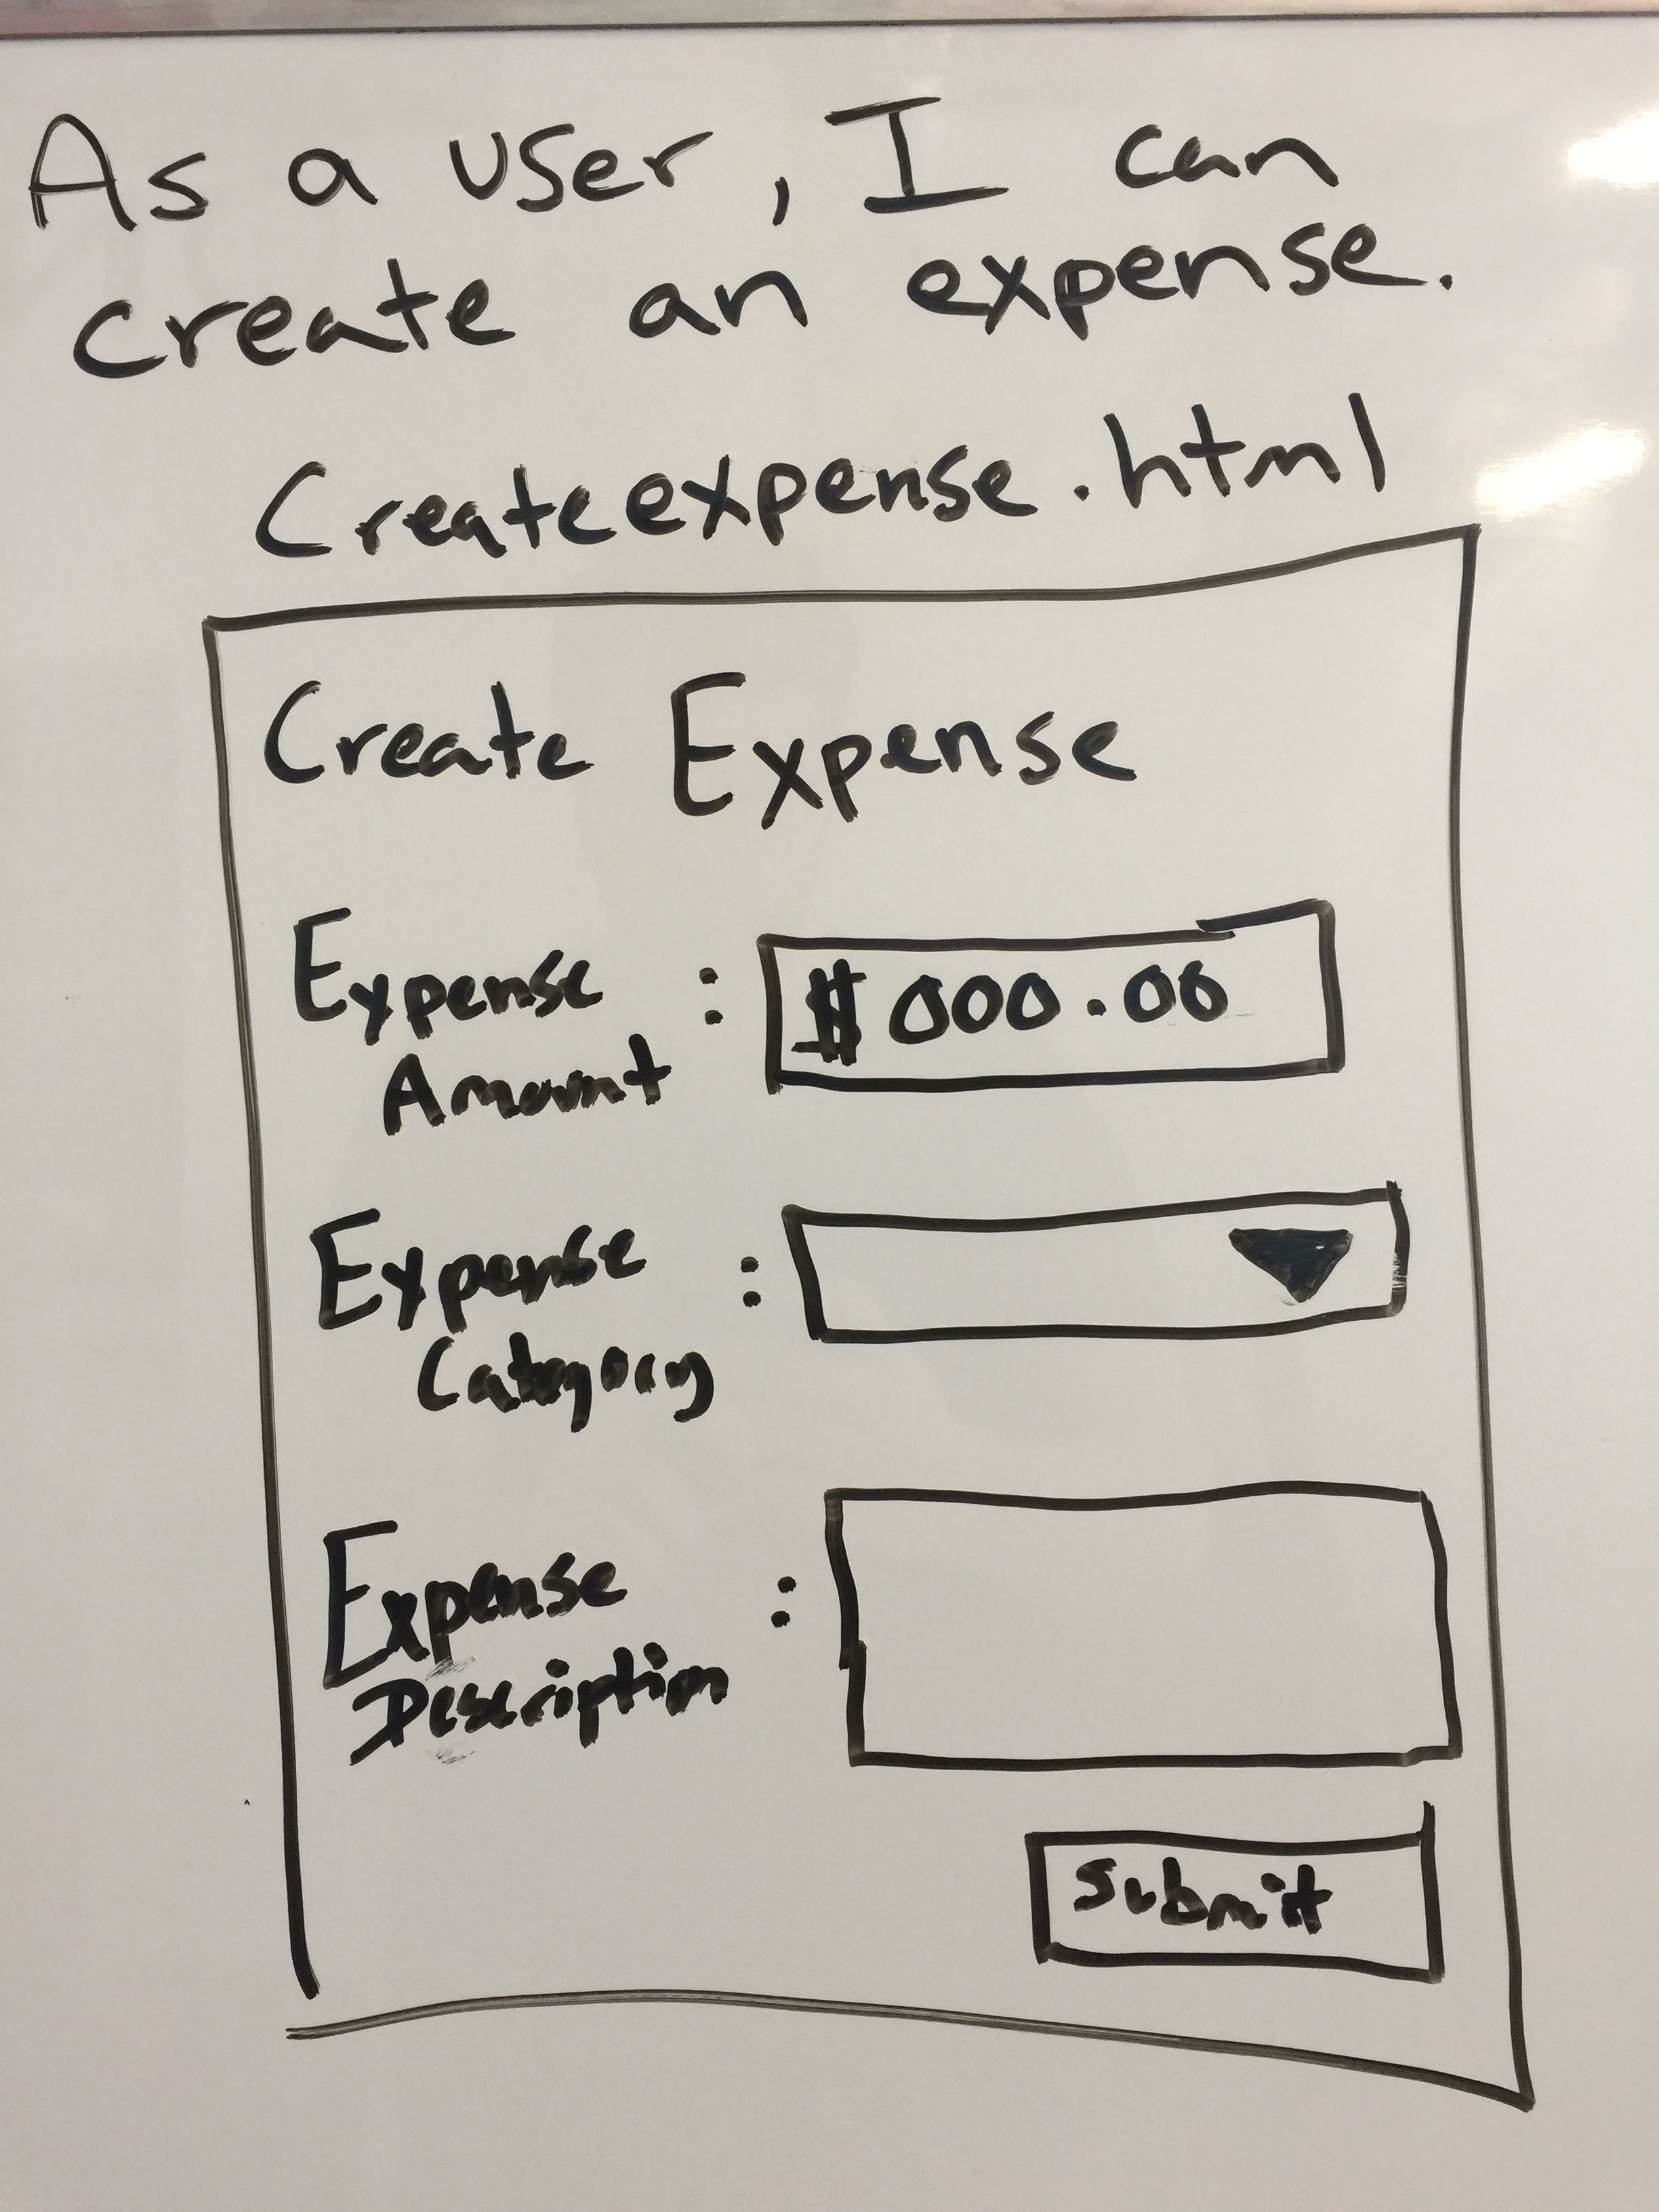 As a user, I can
create an expense.
Createexpense.html
Create Expense
Expense
Amount : $000.00
Expense
Category :
Expense
Description :
Submit